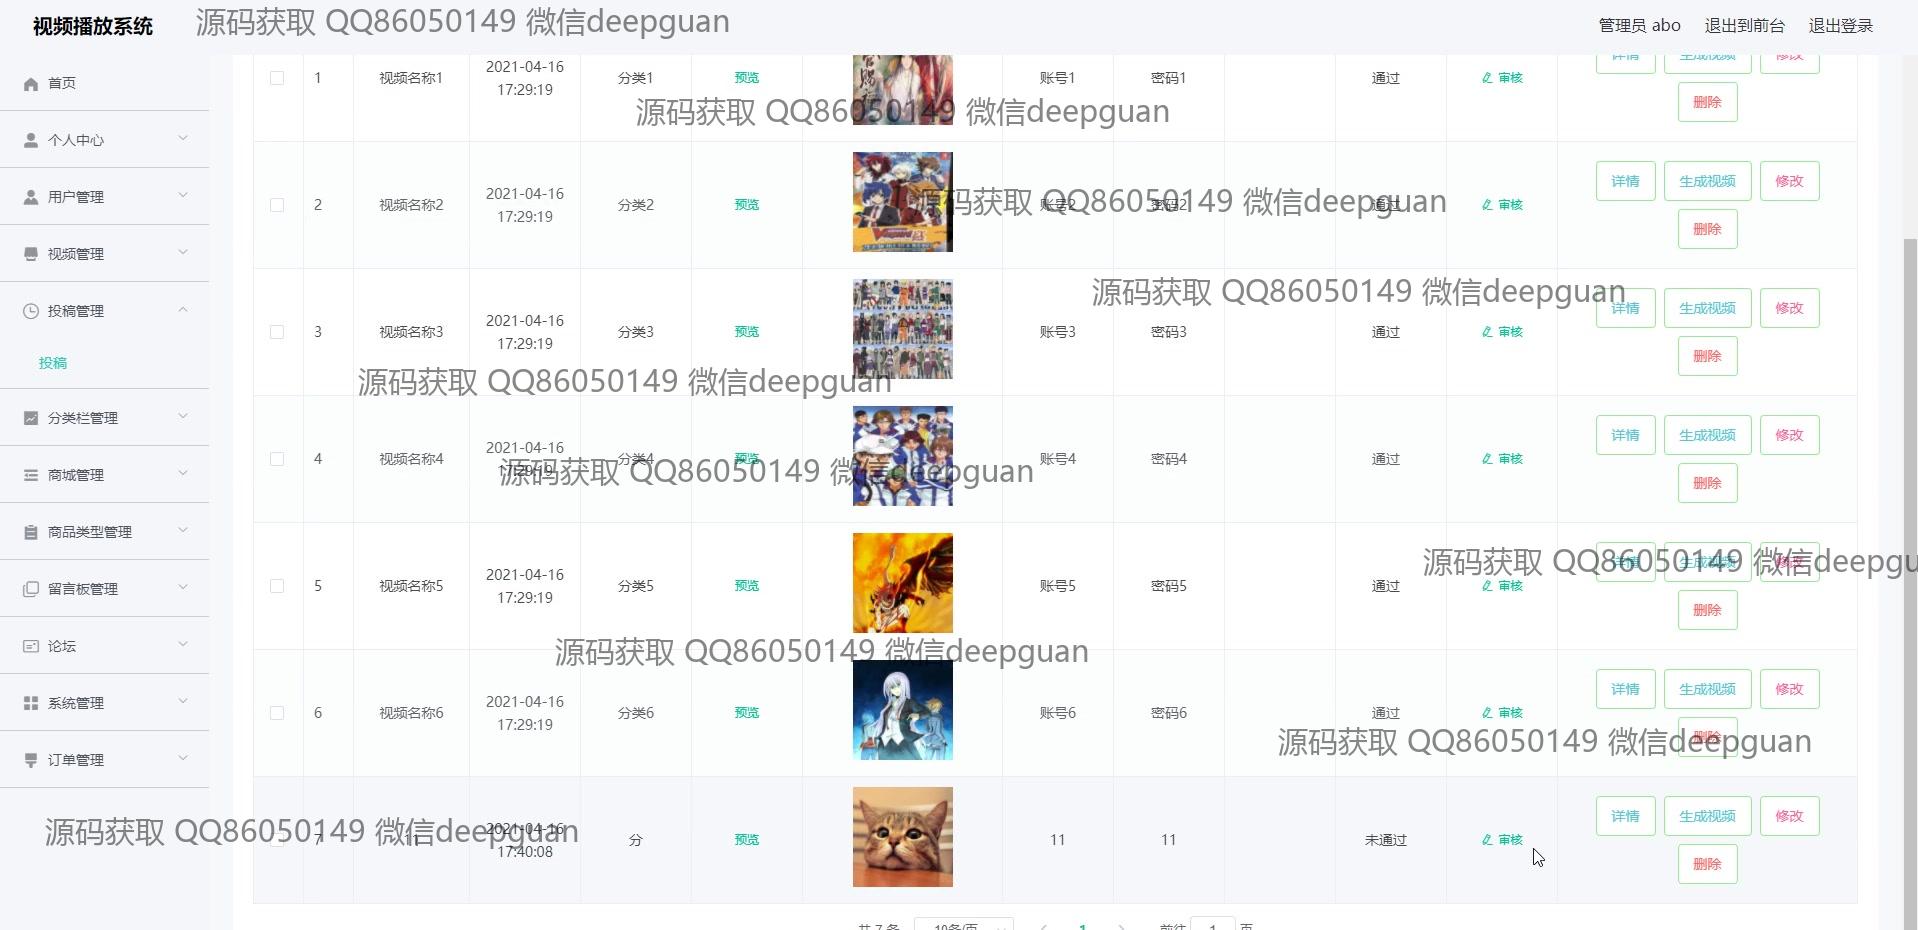 视频播放系统
源码获取 QQ86050149 微信deepguan
管理员 abo 退出到前台 退出登录
首页
个人中心
用户管理
视频管理
投稿管理
投稿
分类栏管理
商城管理
商品类型管理
留言板管理
论坛
系统管理
订单管理
1 视频名称1 2021-04-16 分类1 预览 账号1 密码1 通过 审核 详情 生成视频 修改
17:29:19
删除
源码获取 QQ86050149 微信deepguan
2 视频名称2 2021-04-16 分类2 预览 账号2 密码2 通过 审核 详情 生成视频 修改
17:29:19
删除
源码获取 QQ86050149 微信deepguan
3 视频名称3 2021-04-16 分类3 预览 账号3 密码3 通过 审核 详情 生成视频 修改
17:29:19
删除
源码获取 QQ86050149 微信deepguan
源码获取 QQ86050149 微信deepguan
4 视频名称4 2021-04-16 分类4 预览 账号4 密码4 通过 审核 详情 生成视频 修改
17:29:19
删除
源码获取 QQ86050149 微信deepguan
5 视频名称5 2021-04-16 分类5 预览 账号5 密码5 通过 审核 详情 生成视频 修改
17:29:19
删除
源码获取 QQ86050149 微信deepgu
源码获取 QQ86050149 微信deepguan
6 视频名称6 2021-04-16 分类6 预览 账号6 密码6 通过 审核 详情 生成视频 修改
17:29:19
删除
源码获取 QQ86050149 微信deepguan
7 11 2021-04-16 分 预览 11 11 未通过 审核 详情 生成视频 修改
17:40:08
删除
源码获取 QQ86050149 微信deepguan
共 7 条 10条/页 1 前往 1 页